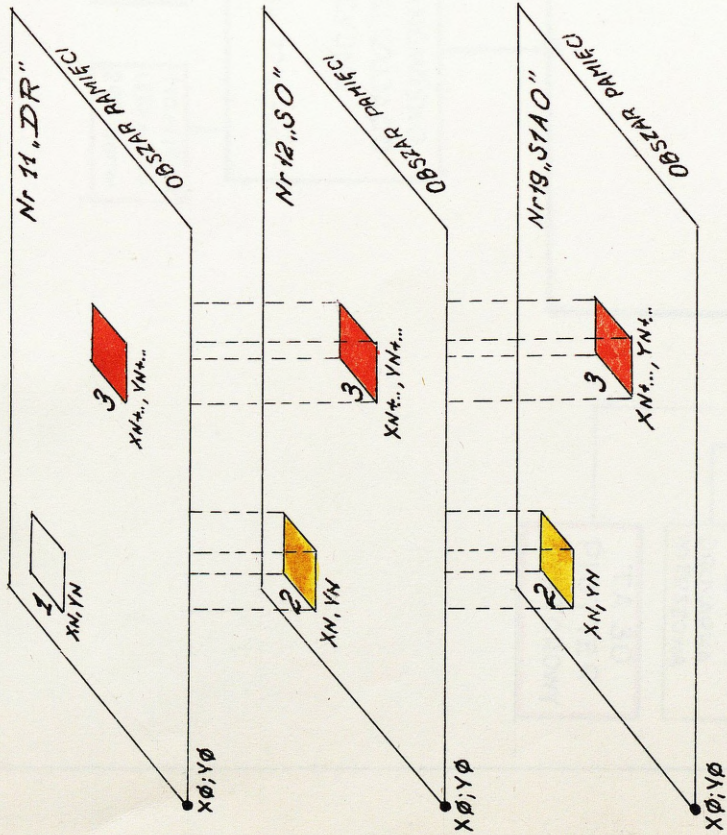 Nr 11 „DR”
OBSZAR PAMIĘCI
1
XN, YN
3
XN+..., YN+...
XØ; YØ
Nr 12 „SO”
OBSZAR PAMIĘCI
2
XN, YN
3
XN+..., YN+...
XØ; YØ
Nr 19 „S1AO”
OBSZAR PAMIĘCI
2
XN, YN
3
XN+..., YN+...
XØ; YØ